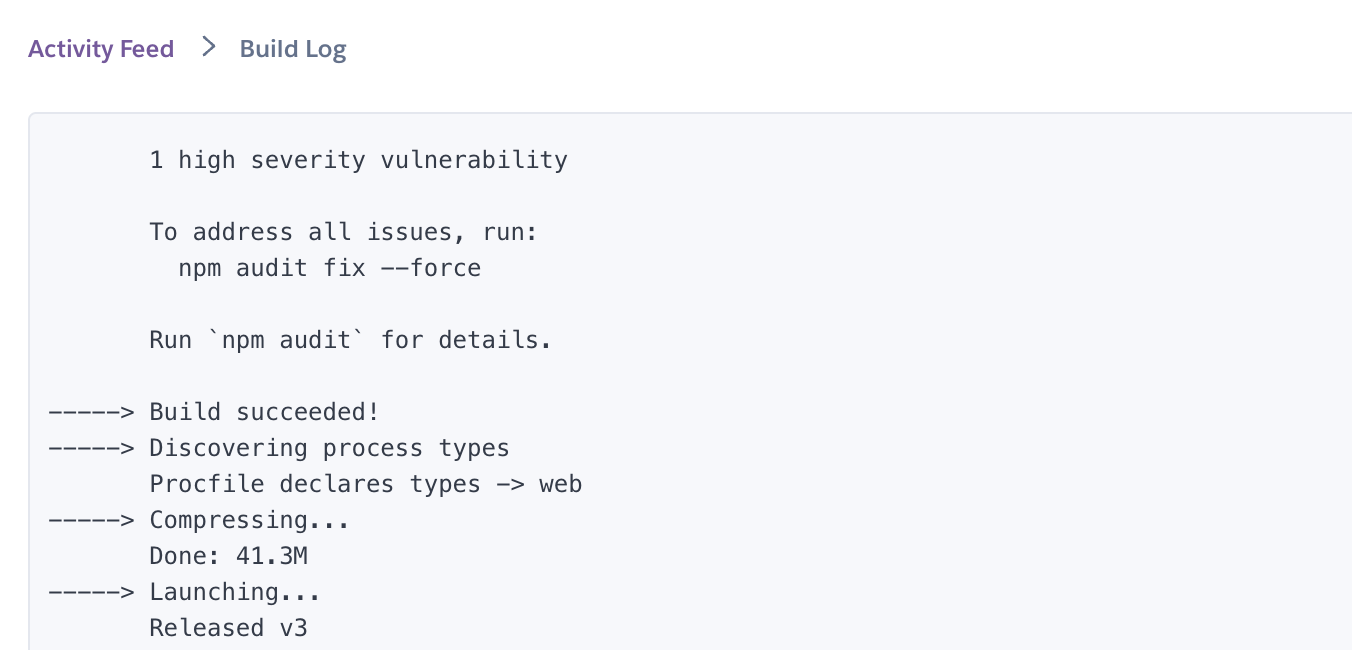 Activity Feed > Build Log
1 high severity vulnerability
To address all issues, run:
npm audit fix --force
Run `npm audit` for details.
-----> Build succeeded!
-----> Discovering process types
Procfile declares types -> web
-----> Compressing...
Done: 41.3M
-----> Launching...
Released v3